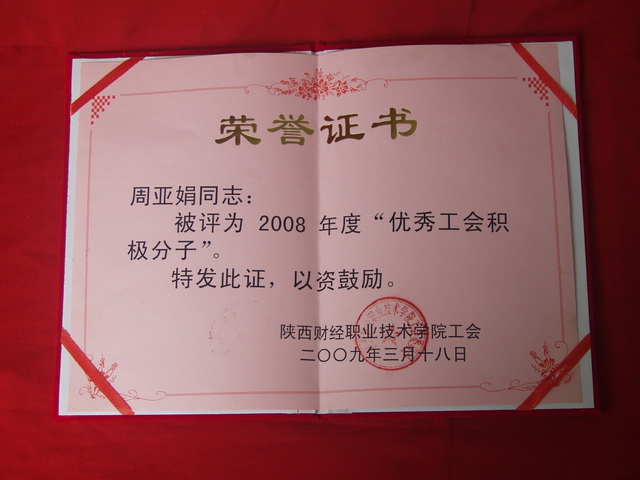 荣誉证书
周亚娟同志：
被评为 2008 年度“优秀工会积
极分子”。
特发此证，以资鼓励。
陕西财经职业技术学院工会
二〇〇九年三月十八日